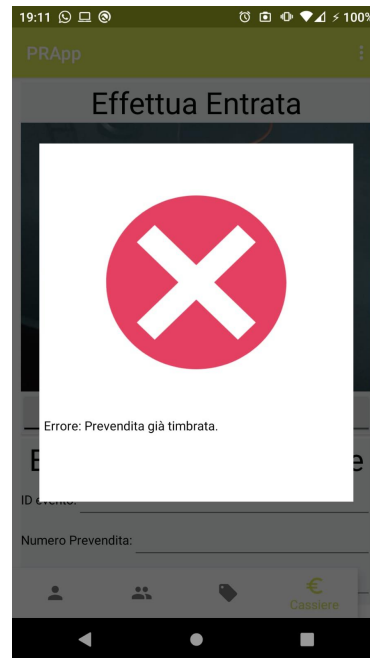 19:11
100%
PRApp
Effettua Entrata
Errore: Prevendita già timbrata.
E e
ID evento:
Numero Prevendita:
€
Cassiere